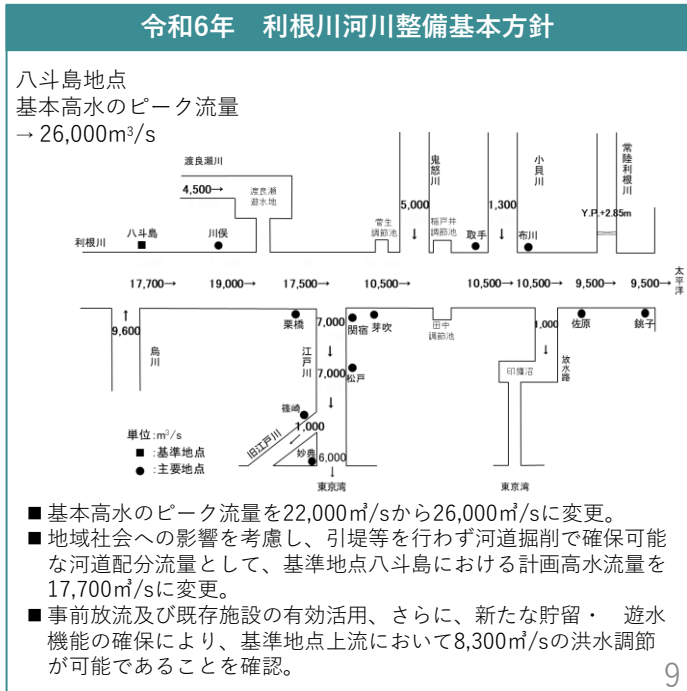 令和6年　利根川河川整備基本方針
八斗島地点
基本高水のピーク流量
→ 26,000m³/s
渡良瀬川
4,500→
渡良瀬
遊水地
鬼怒川
5,000
↓
小貝川
1,300
↓
常陸利根川
Y.P.+2.85m
菅生
調節池
稲戸井
調節池
取手
布川
利根川
八斗島
川俣
17,700→
19,000→
17,500→
10,500→
10,500→
10,500→
9,500→
9,500→
太平洋
↑
9,600
烏川
栗橋
7,000
↓
関宿
芽吹
田中
調節池
1,000
↓
佐原
銚子
江戸川
7,000
↓
松戸
印旛沼
放水路
篠崎
1,000
旧江戸川
妙典
6,000
↓
東京湾
東京湾
単位:m³/s
■ :基準地点
● :主要地点
■ 基本高水のピーク流量を22,000㎥/sから26,000㎥/sに変更。
■ 地域社会への影響を考慮し、引堤等を行わず河道掘削で確保可能
な河道配分流量として、基準地点八斗島における計画高水流量を
17,700㎥/sに変更。
■ 事前放流及び既存施設の有効活用、さらに、新たな貯留・　遊水
機能の確保により、基準地点上流において8,300㎥/sの洪水調節
が可能であることを確認。
9